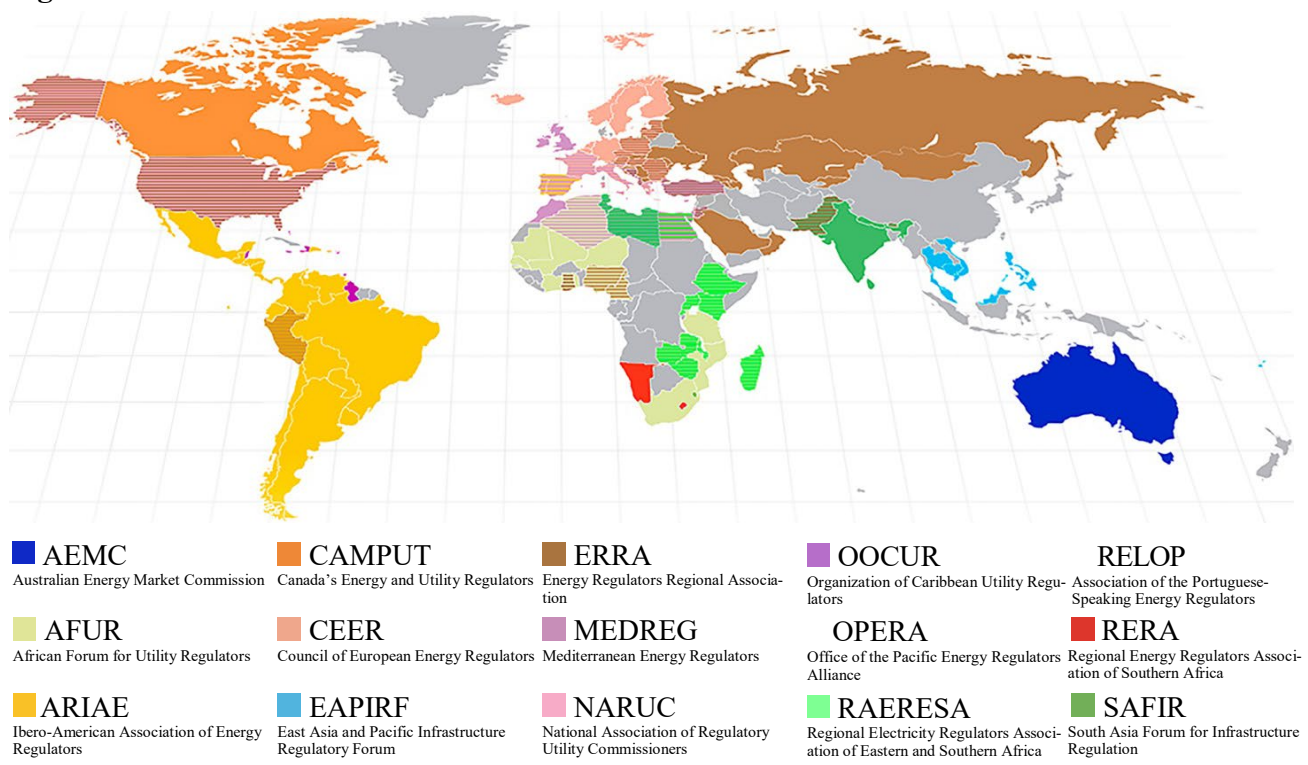 AEMC
Australian Energy Market Commission
CAMPUT
Canada’s Energy and Utility Regulators
ERRA
Energy Regulators Regional Associa-
tion
OOCUR
Organization of Caribbean Utility Regu-
lators
RELOP
Association of the Portuguese-
Speaking Energy Regulators
AFUR
African Forum for Utility Regulators
CEER
Council of European Energy Regulators
MEDREG
Mediterranean Energy Regulators
OPERA
Office of the Pacific Energy Regulators
Alliance
RERA
Regional Energy Regulators Associ-
ation of Southern Africa
ARIAE
Ibero-American Association of Energy
Regulators
EAPIRF
East Asia and Pacific Infrastructure
Regulatory Forum
NARUC
National Association of Regulatory
Utility Commissioners
RAERESA
Regional Electricity Regulators Associ-
ation of Eastern and Southern Africa
SAFIR
South Asia Forum for Infrastructure
Regulation